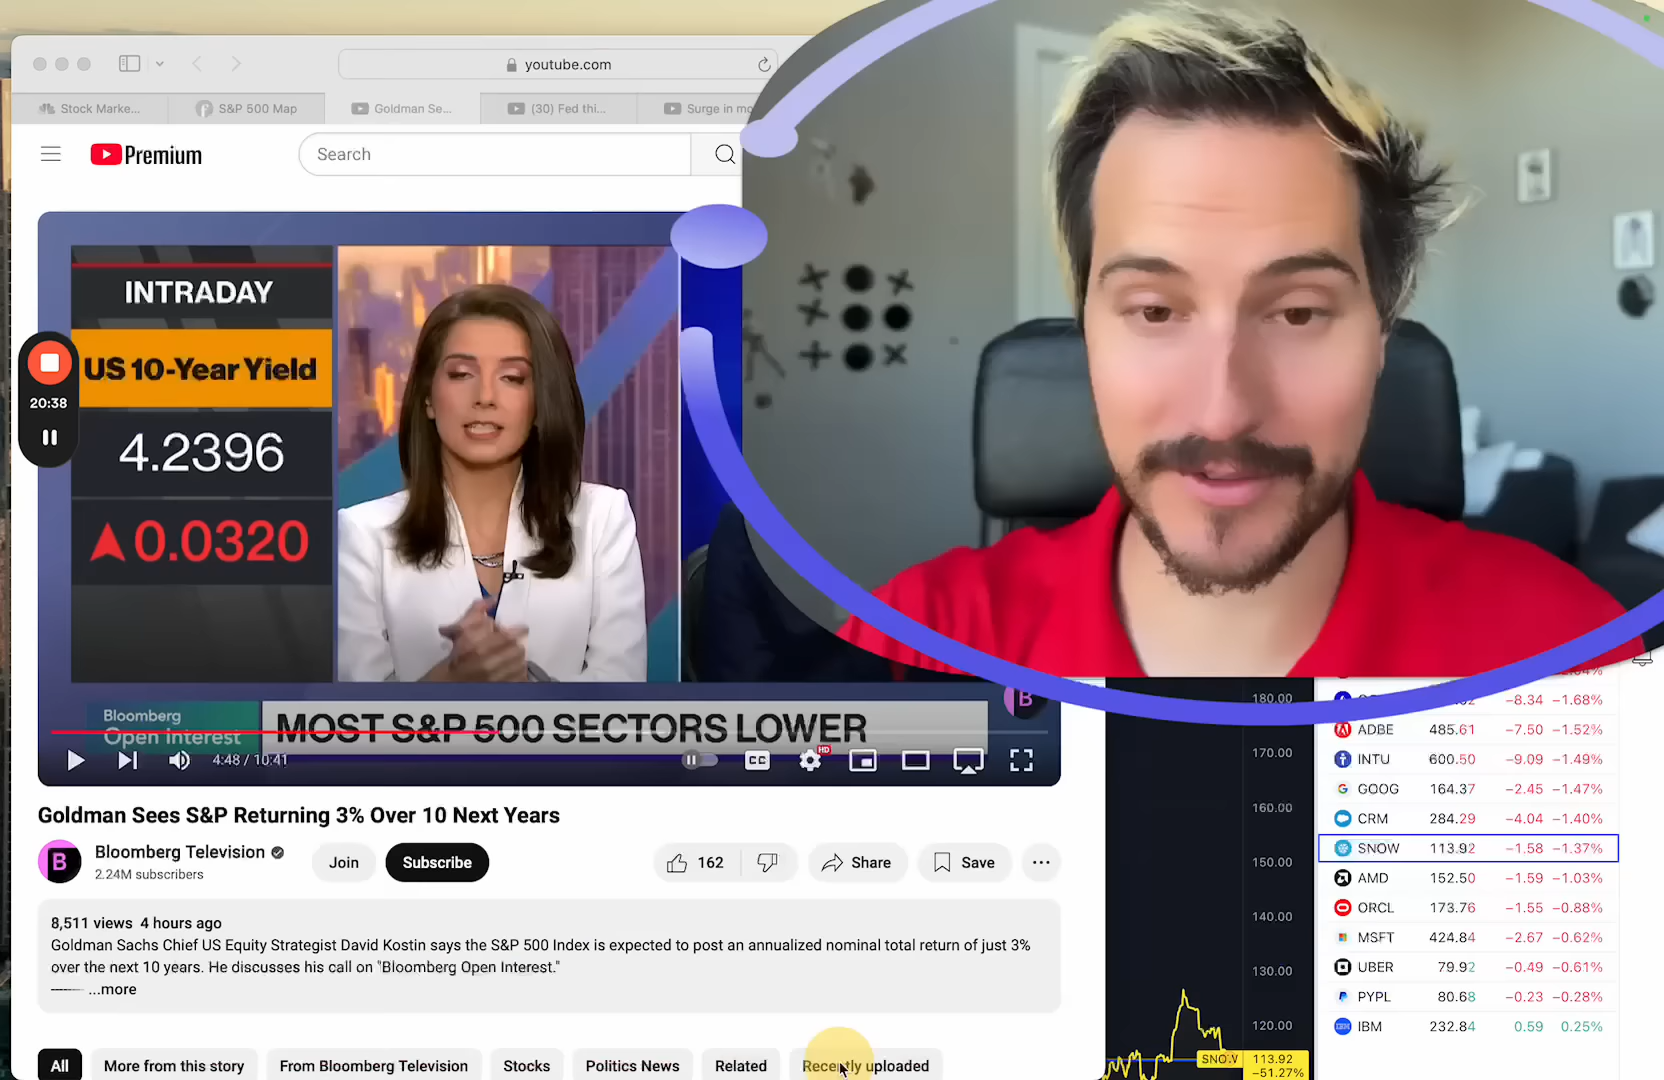 youtube.com
Stock Marke...
S&P 500 Map
Goldman Se...
(30) Fed thi...
Surge in mo
Premium
Search
INTRADAY
US 10-Year Yield
4.2396
0.0320
20:38
Bloomberg
Open Interest
MOST S&P 500 SECTORS LOWER
B
4:48 / 10:41
CC
HD
Goldman Sees S&P Returning 3% Over 10 Next Years
B
Bloomberg Television
2.24M subscribers
Join
Subscribe
162
Share
Save
8,511 views 4 hours ago
Goldman Sachs Chief US Equity Strategist David Kostin says the S&P 500 Index is expected to post an annualized nominal total return of just 3%
over the next 10 years. He discusses his call on "Bloomberg Open Interest."
...more
All
More from this story
From Bloomberg Television
Stocks
Politics News
Related
Recently uploaded
180.00
170.00
160.00
150.00
140.00
130.00
120.00
SNOW 113.92
−51.27%
−8.34 −1.68%
ADBE 485.61 −7.50 −1.52%
INTU 600.50 −9.09 −1.49%
GOOG 164.37 −2.45 −1.47%
CRM 284.29 −4.04 −1.40%
SNOW 113.92 −1.58 −1.37%
AMD 152.50 −1.59 −1.03%
ORCL 173.76 −1.55 −0.88%
MSFT 424.84 −2.67 −0.62%
UBER 79.92 −0.49 −0.61%
PYPL 80.68 −0.23 −0.28%
IBM 232.84 0.59 0.25%